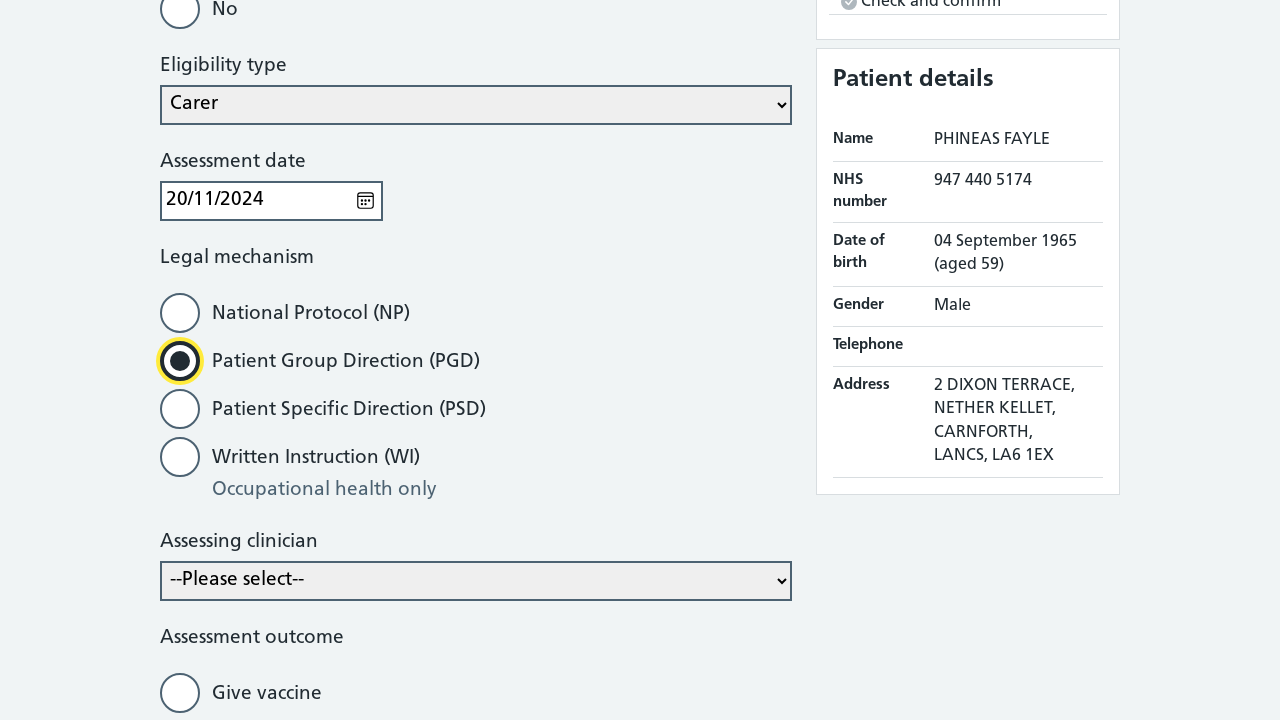 No
Eligibility type
Carer
Assessment date
20/11/2024
Legal mechanism
National Protocol (NP)
Patient Group Direction (PGD)
Patient Specific Direction (PSD)
Written Instruction (WI)
Occupational health only
Assessing clinician
--Please select--
Assessment outcome
Give vaccine
Check and confirm
Patient details
Name PHINEAS FAYLE
NHS number 947 440 5174
Date of birth 04 September 1965
(aged 59)
Gender Male
Telephone
Address 2 DIXON TERRACE,
NETHER KELLET,
CARNFORTH,
LANCS, LA6 1EX